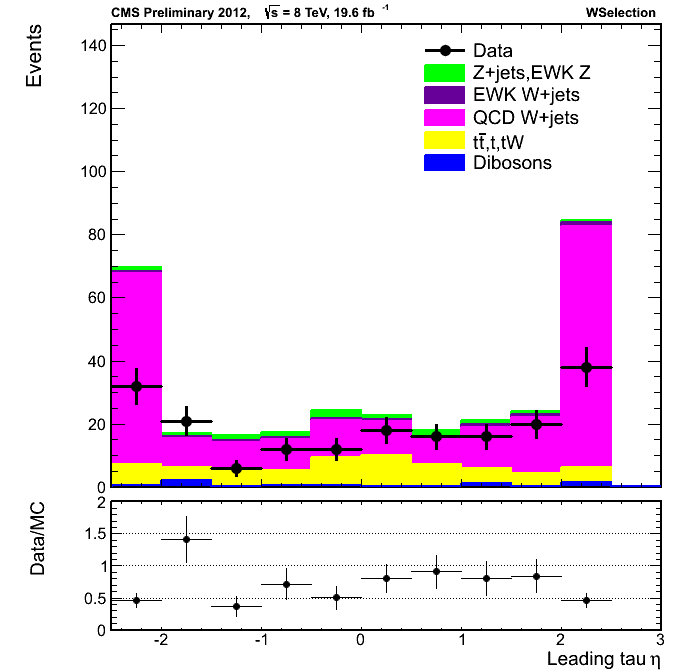 CMS Preliminary 2012, √s = 8 TeV, 19.6 fb⁻¹ WSelection
Events
140
120
100
80
60
40
20
0
Data
Z+jets,EWK Z
EWK W+jets
QCD W+jets
tt̅,t,tW
Dibosons
Data/MC
2
1.5
1
0.5
0
-2 -1 0 1 2 3
Leading tau η